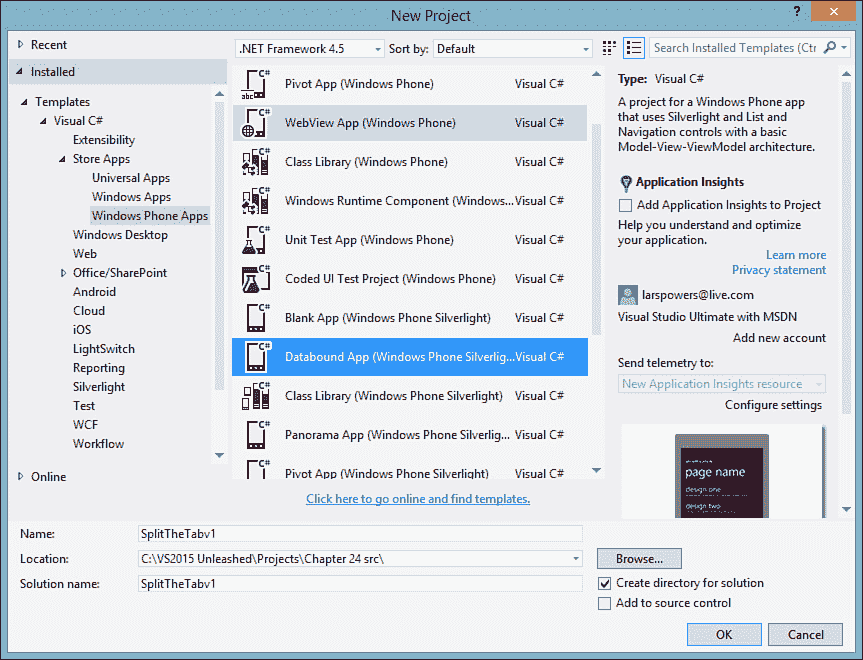 New Project
?
Recent
Installed
Templates
Visual C#
Extensibility
Store Apps
Universal Apps
Windows Apps
Windows Phone Apps
Windows Desktop
Web
Office/SharePoint
Android
Cloud
iOS
LightSwitch
Reporting
Silverlight
Test
WCF
Workflow
Online
.NET Framework 4.5
Sort by:
Default
Pivot App (Windows Phone) Visual C#
WebView App (Windows Phone) Visual C#
Class Library (Windows Phone) Visual C#
Windows Runtime Component (Windows... Visual C#
Unit Test App (Windows Phone) Visual C#
Coded UI Test Project (Windows Phone) Visual C#
Blank App (Windows Phone Silverlight) Visual C#
Databound App (Windows Phone Silverlig... Visual C#
Class Library (Windows Phone Silverlight) Visual C#
Panorama App (Windows Phone Silverlig... Visual C#
Pivot App (Windows Phone Silverlight) Visual C#
Click here to go online and find templates.
Search Installed Templates (Ctr
Type: Visual C#
A project for a Windows Phone app
that uses Silverlight and List and
Navigation controls with a basic
Model-View-ViewModel architecture.
Application Insights
Add Application Insights to Project
Help you understand and optimize
your application.
Learn more
Privacy statement
larspowers@live.com
Visual Studio Ultimate with MSDN
Add new account
Send telemetry to:
New Application Insights resource
Configure settings
page name
design one
design two
Name: SplitTheTabv1
Location: C:\VS2015 Unleashed\Projects\Chapter 24 src\
Browse...
Solution name: SplitTheTabv1
Create directory for solution
Add to source control
OK
Cancel